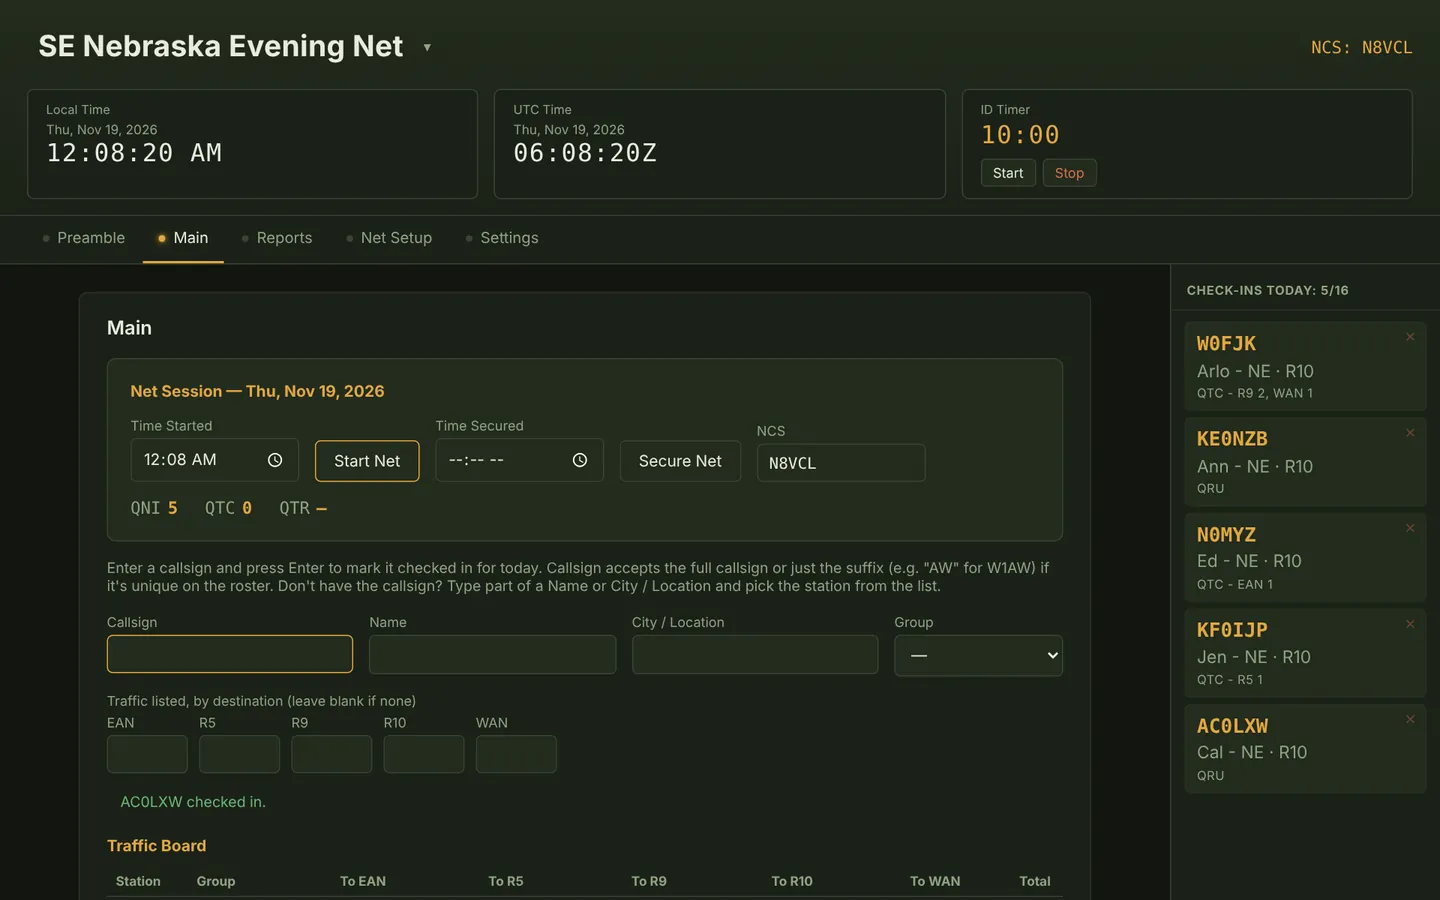 SE Nebraska Evening Net ▼
NCS: N8VCL
Local Time
Thu, Nov 19, 2026
12:08:20 AM
UTC Time
Thu, Nov 19, 2026
06:08:20Z
ID Timer
10:00
Start Stop
Preamble Main Reports Net Setup Settings
Main
Net Session — Thu, Nov 19, 2026
Time Started
12:08 AM
Start Net
Time Secured
--:-- --
Secure Net
NCS
N8VCL
QNI 5 QTC 0 QTR —
Enter a callsign and press Enter to mark it checked in for today. Callsign accepts the full callsign or just the suffix (e.g. "AW" for W1AW) if
it's unique on the roster. Don't have the callsign? Type part of a Name or City / Location and pick the station from the list.
Callsign Name City / Location Group
—
Traffic listed, by destination (leave blank if none)
EAN R5 R9 R10 WAN
AC0LXW checked in.
Traffic Board
Station Group To EAN To R5 To R9 To R10 To WAN Total
CHECK-INS TODAY: 5/16
W0FJK ×
Arlo - NE · R10
QTC - R9 2, WAN 1
KE0NZB ×
Ann - NE · R10
QRU
N0MYZ ×
Ed - NE · R10
QTC - EAN 1
KF0IJP ×
Jen - NE · R10
QTC - R5 1
AC0LXW ×
Cal - NE · R10
QRU